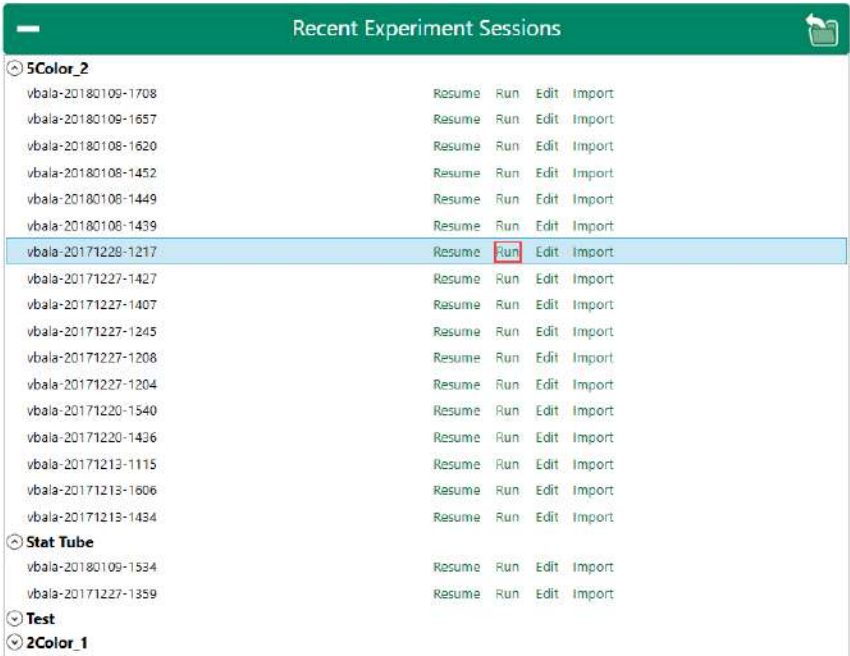 Recent Experiment Sessions
5Color_2
vbala-20180109-1708 Resume Run Edit Import
vbala-20180109-1657 Resume Run Edit Import
vbala-20180108-1620 Resume Run Edit Import
vbala-20180108-1452 Resume Run Edit Import
vbala-20180108-1449 Resume Run Edit Import
vbala-20180108-1439 Resume Run Edit Import
vbala-20171228-1217 Resume Run Edit Import
vbala-20171227-1427 Resume Run Edit Import
vbala-20171227-1407 Resume Run Edit Import
vbala-20171227-1245 Resume Run Edit Import
vbala-20171227-1208 Resume Run Edit Import
vbala-20171227-1204 Resume Run Edit Import
vbala-20171220-1540 Resume Run Edit Import
vbala-20171220-1436 Resume Run Edit Import
vbala-20171213-1115 Resume Run Edit Import
vbala-20171213-1606 Resume Run Edit Import
vbala-20171213-1434 Resume Run Edit Import
Stat Tube
vbala-20180109-1534 Resume Run Edit Import
vbala-20171227-1359 Resume Run Edit Import
Test
2Color_1